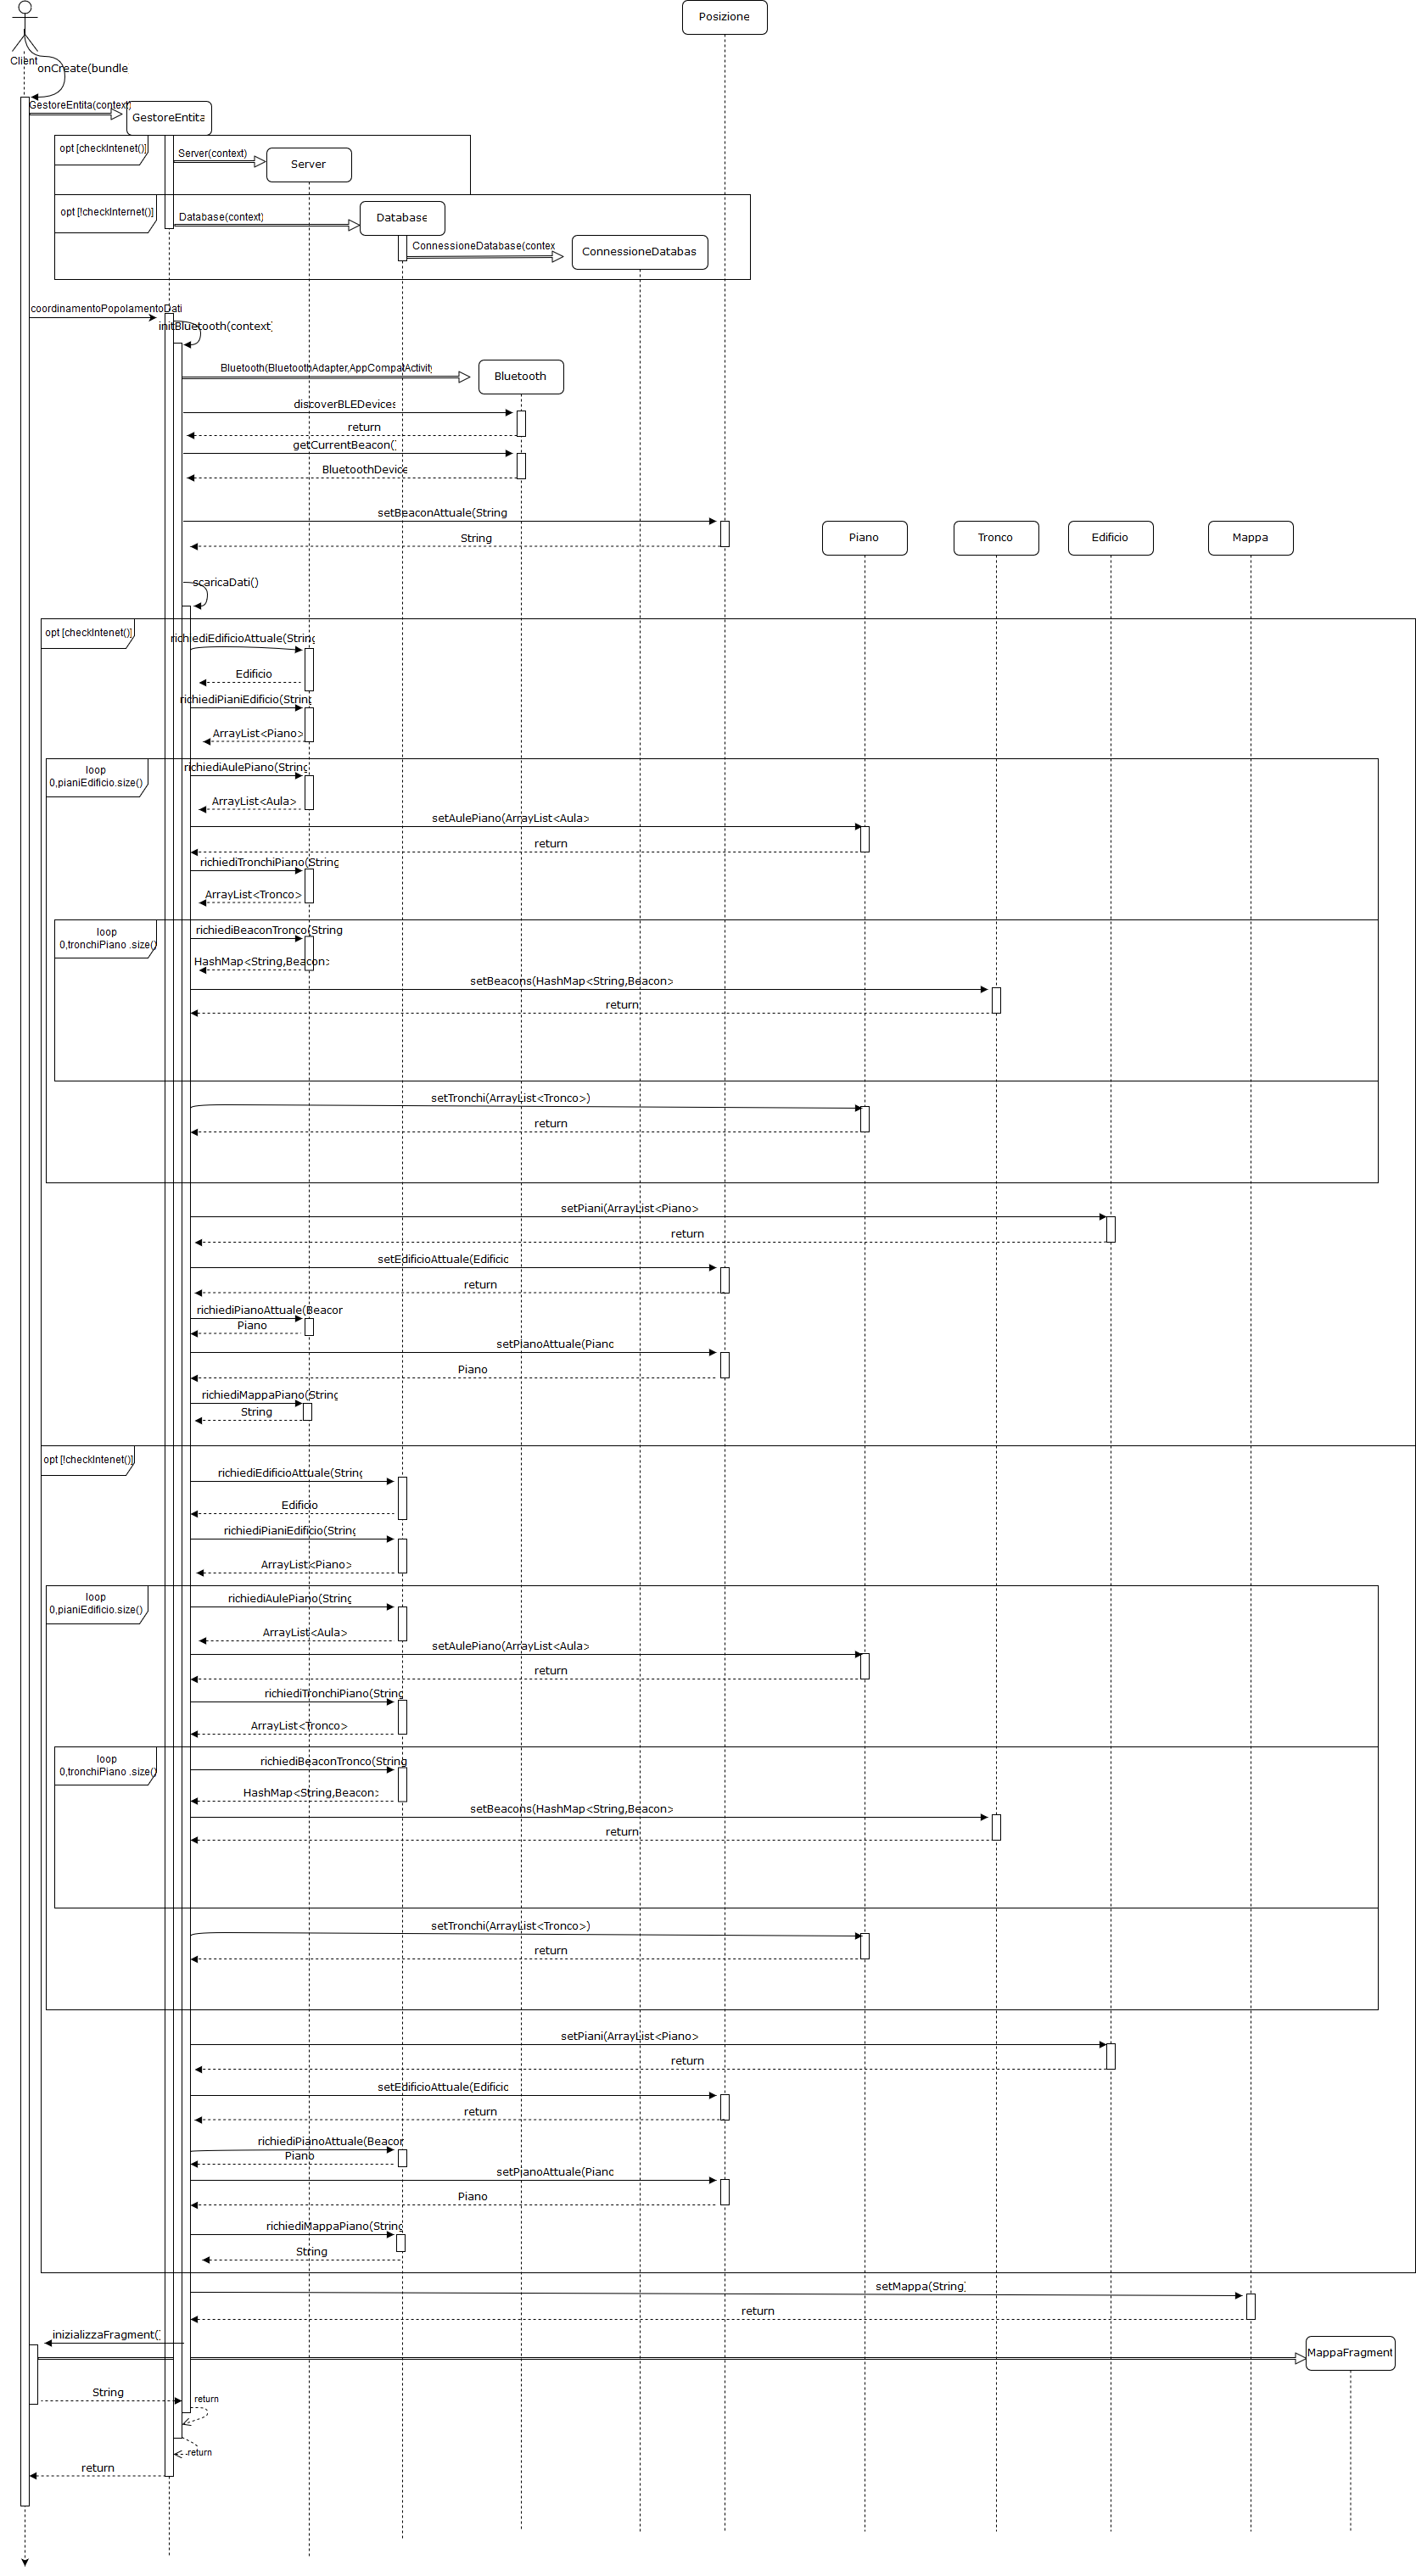 Posizione
Client
onCreate(bundle
GestoreEntita(context)
GestoreEntita
opt [checkIntenet()]
Server(context)
Server
opt [!checkInternet()]
Database(context)
Database
ConnessioneDatabase(contex
ConnessioneDatabas
coordinamentoPopolamentoDati
initBluetooth(context)
Bluetooth(BluetoothAdapter,AppCompatActivity
Bluetooth
discoverBLEDevices
return
getCurrentBeacon()
BluetoothDevice
setBeaconAttuale(String
String
Piano
Tronco
Edificio
Mappa
scaricaDati()
opt [checkIntenet()]
richiediEdificioAttuale(String
Edificio
richiediPianiEdificio(String
ArrayList<Piano>
loop
0,pianiEdificio.size()
richiediAulePiano(String
ArrayList<Aula>
setAulePiano(ArrayList<Aula>
return
richiediTronchiPiano(String
ArrayList<Tronco>
loop
0,tronchiPiano .size()
richiediBeaconTronco(String
HashMap<String,Beacon>
setBeacons(HashMap<String,Beacon>
return
setTronchi(ArrayList<Tronco>)
return
setPiani(ArrayList<Piano>
return
setEdificioAttuale(Edificio
return
richiediPianoAttuale(Beacon
Piano
setPianoAttuale(Piano
Piano
richiediMappaPiano(String
String
opt [!checkIntenet()]
richiediEdificioAttuale(String
Edificio
richiediPianiEdificio(String
ArrayList<Piano>
loop
0,pianiEdificio.size()
richiediAulePiano(String
ArrayList<Aula>
setAulePiano(ArrayList<Aula>
return
richiediTronchiPiano(String
ArrayList<Tronco>
loop
0,tronchiPiano .size()
richiediBeaconTronco(String
HashMap<String,Beacon>
setBeacons(HashMap<String,Beacon>
return
setTronchi(ArrayList<Tronco>)
return
setPiani(ArrayList<Piano>
return
setEdificioAttuale(Edificio
return
richiediPianoAttuale(Beacon
Piano
setPianoAttuale(Piano
Piano
richiediMappaPiano(String
String
setMappa(String)
return
inizializzaFragment()
MappaFragment
String
return
return
return